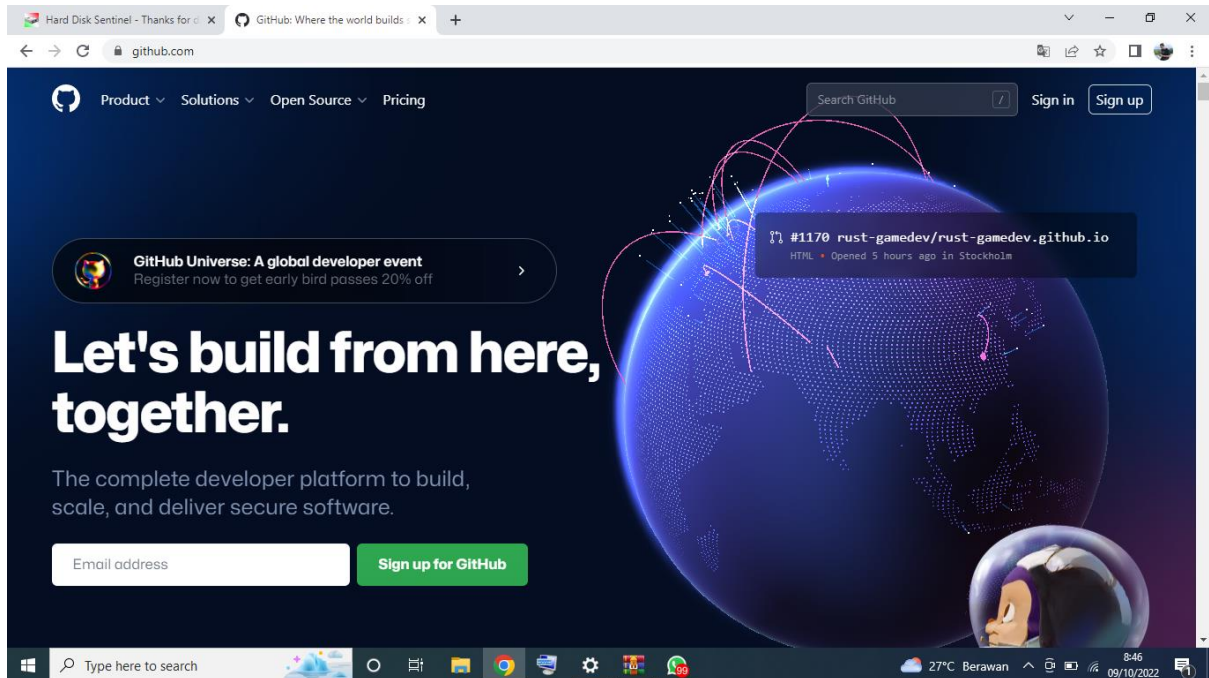 Hard Disk Sentinel - Thanks for d
GitHub: Where the world builds s
github.com
Product Solutions Open Source Pricing
Search GitHub /
Sign in Sign up
#1170 rust-gamedev/rust-gamedev.github.io
HTML • Opened 5 hours ago in Stockholm
GitHub Universe: A global developer event
Register now to get early bird passes 20% off
Let's build from here,
together.
The complete developer platform to build,
scale, and deliver secure software.
Email address
Sign up for GitHub
Type here to search
99
27°C Berawan
8:46
09/10/2022
1